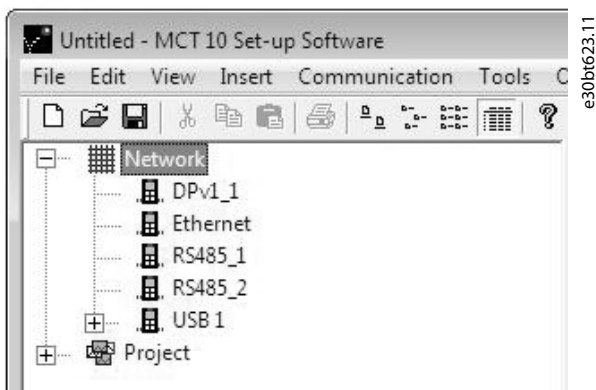 Untitled - MCT 10 Set-up Software
File Edit View Insert Communication Tools
Network
DPv1_1
Ethernet
RS485_1
RS485_2
USB 1
Project
e30bt623.11